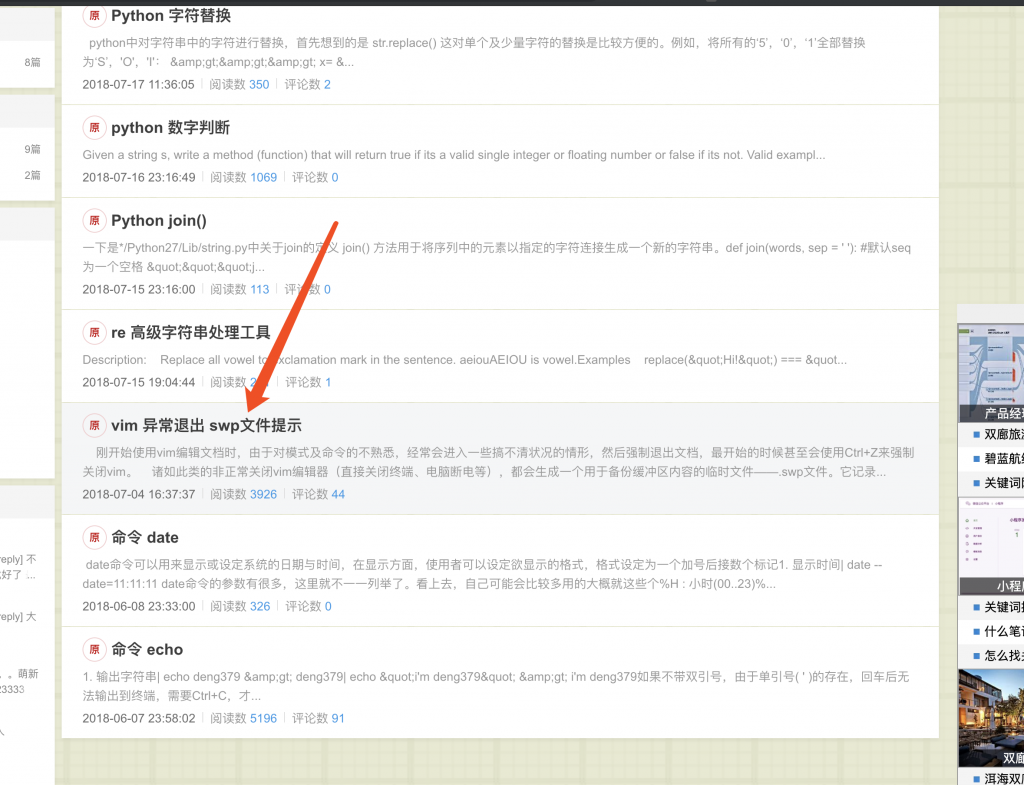 原 Python 字符替换
python中对字符串中的字符进行替换，首先想到的是 str.replace() 这对单个及少量字符的替换是比较方便的。例如，将所有的‘5’，‘0’，‘1’全部替换
为‘S’，'O'，'I'： &amp;gt;&amp;gt;&amp;gt; x= &...
2018-07-17 11:36:05 阅读数 350 评论数 2
8篇
原 python 数字判断
9篇
Given a string s, write a method (function) that will return true if its a valid single integer or floating number or false if its not. Valid exampl...
2篇
2018-07-16 23:16:49 阅读数 1069 评论数 0
原 Python join()
一下是*/Python27/Lib/string.py中关于join的定义 join() 方法用于将序列中的元素以指定的字符连接生成一个新的字符串。def join(words, sep = ' '): #默认seq
为一个空格 &quot;&quot;&quot;j...
2018-07-15 23:16:00 阅读数 113 评论数 0
原 re 高级字符串处理工具
Description: Replace all vowel to exclamation mark in the sentence. aeiouAEIOU is vowel.Examples replace(&quot;Hi!&quot;) === &quot...
2018-07-15 19:04:44 阅读数 评论数 1
原 vim 异常退出 swp文件提示
刚开始使用vim编辑文档时，由于对模式及命令的不熟悉，经常会进入一些搞不清状况的情形，然后强制退出文档，最开始的时候甚至会使用Ctrl+Z来强制
关闭vim。 诸如此类的非正常关闭vim编辑器（直接关闭终端、电脑断电等），都会生成一个用于备份缓冲区内容的临时文件——.swp文件。它记录...
2018-07-04 16:37:37 阅读数 3926 评论数 44
原 命令 date
date命令可以用来显示或设定系统的日期与时间，在显示方面，使用者可以设定欲显示的格式，格式设定为一个加号后接数个标记1. 显示时间| date --
date=11:11:11 date命令的参数有很多，这里就不一一列举了。看上去，自己可能会比较多用的大概就这些个%H : 小时(00..23)%...
2018-06-08 23:33:00 阅读数 326 评论数 0
原 命令 echo
1. 输出字符串| echo deng379 &amp;gt; deng379| echo &quot;i'm deng379&quot; &amp;gt; i'm deng379如果不带双引号，由于单引号( ' )的存在，回车后无
法输出到终端，需要Ctrl+C，才...
2018-06-07 23:58:02 阅读数 5196 评论数 91
eply] 不
好了 ...
eply] 大
。萌新
23333
人
产品经
双廊旅
碧蓝航
关键词
小程
关键词
什么笔
怎么找
双廊
洱海双